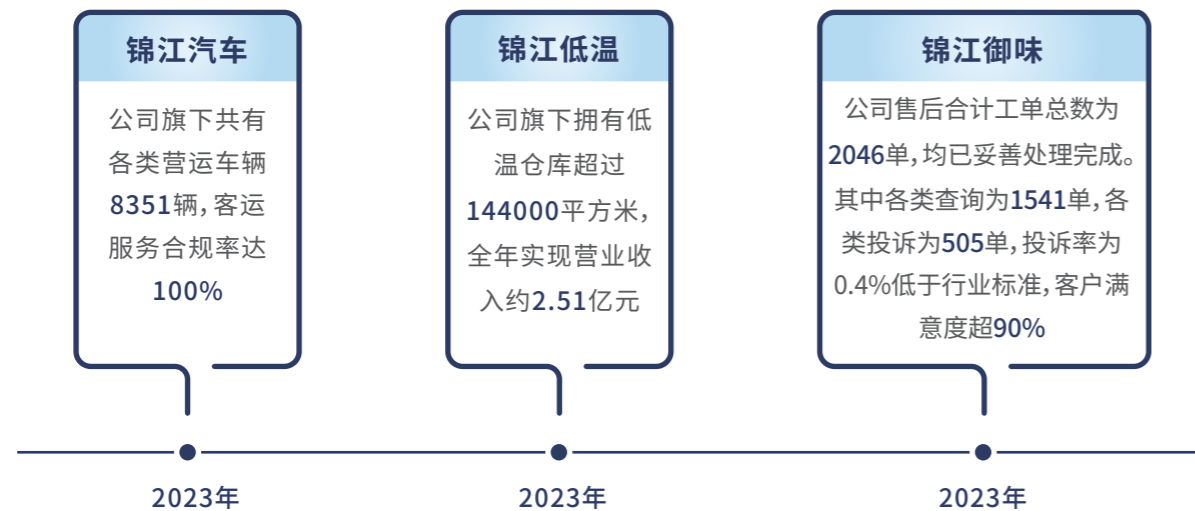 锦江汽车
公司旗下共有
各类营运车辆
8351辆，客运
服务合规率达
100%
2023年
锦江低温
公司旗下拥有低
温仓库超过
144000平方米，
全年实现营业收
入约2.51亿元
2023年
锦江御味
公司售后合计工单总数为
2046单，均已妥善处理完成。
其中各类查询为1541单，各
类投诉为505单，投诉率为
0.4%低于行业标准，客户满
意度超90%
2023年